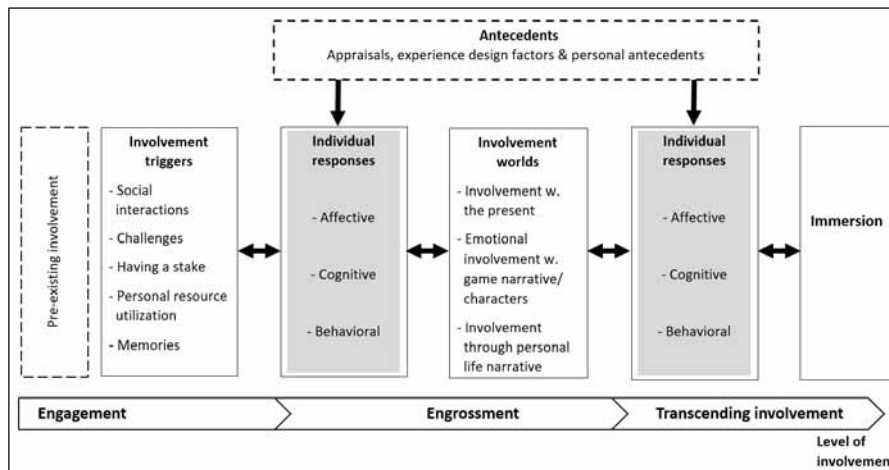 Antecedents
Appraisals, experience design factors & personal antecedents
Pre-existing involvement
Involvement
triggers
- Social
interactions
- Challenges
- Having a stake
- Personal resource
utilization
- Memories
Individual
responses
- Affective
- Cognitive
- Behavioral
Involvement
worlds
- Involvement w.
the present
- Emotional
involvement w.
game narrative/
characters
- Involvement
through personal
life narrative
Individual
responses
- Affective
- Cognitive
- Behavioral
Immersion
Engagement
Engrossment
Transcending involvement
Level of
involvement